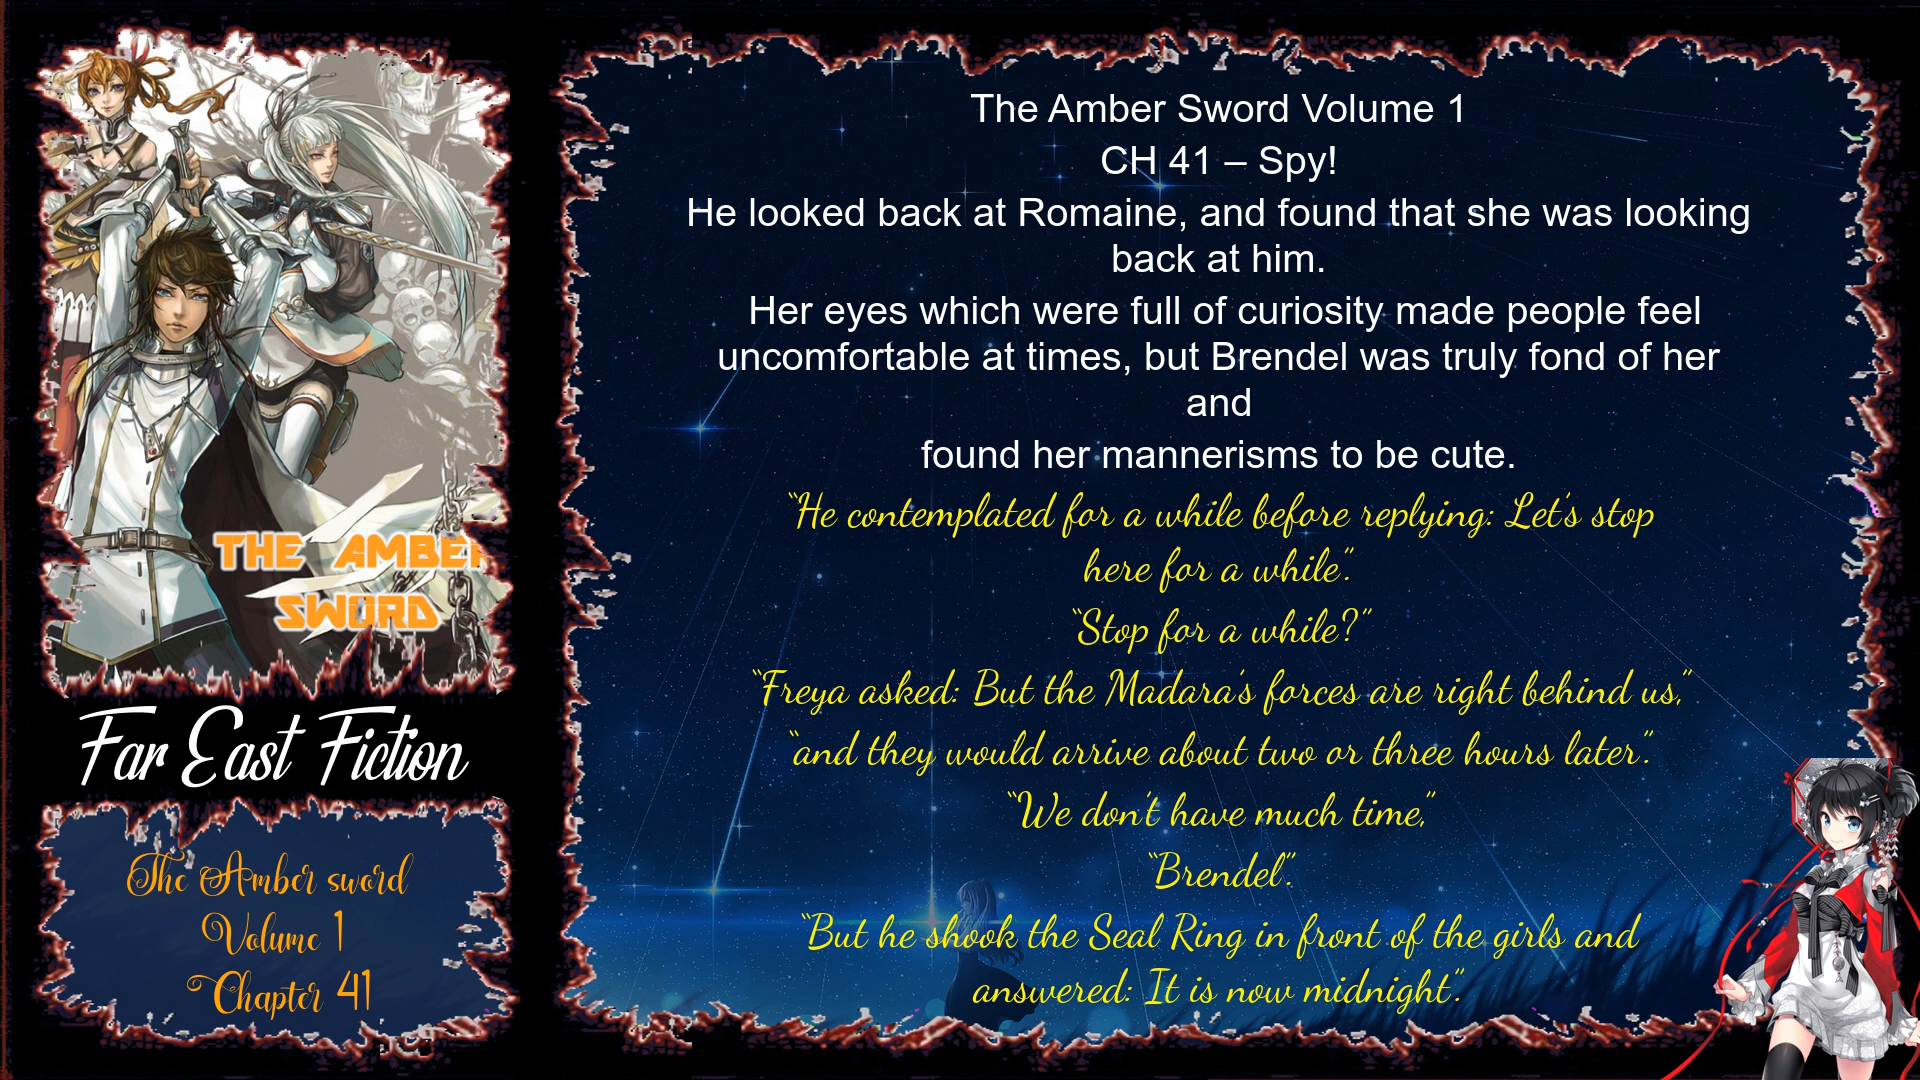 THE AMBER
SWORD
Far East Fiction
The Amber sword
Volume 1
Chapter 41
The Amber Sword Volume 1
CH 41 – Spy!
He looked back at Romaine, and found that she was looking
back at him.
Her eyes which were full of curiosity made people feel
uncomfortable at times, but Brendel was truly fond of her
and
found her mannerisms to be cute.
“He contemplated for a while before replying: Let’s stop
here for a while”.
“Stop for a while?”
“Freya asked: But the Madara’s forces are right behind us,”
“and they would arrive about two or three hours later”.
“We don’t have much time,”
“Brendel”.
“But he shook the Seal Ring in front of the girls and
answered: It is now midnight”.